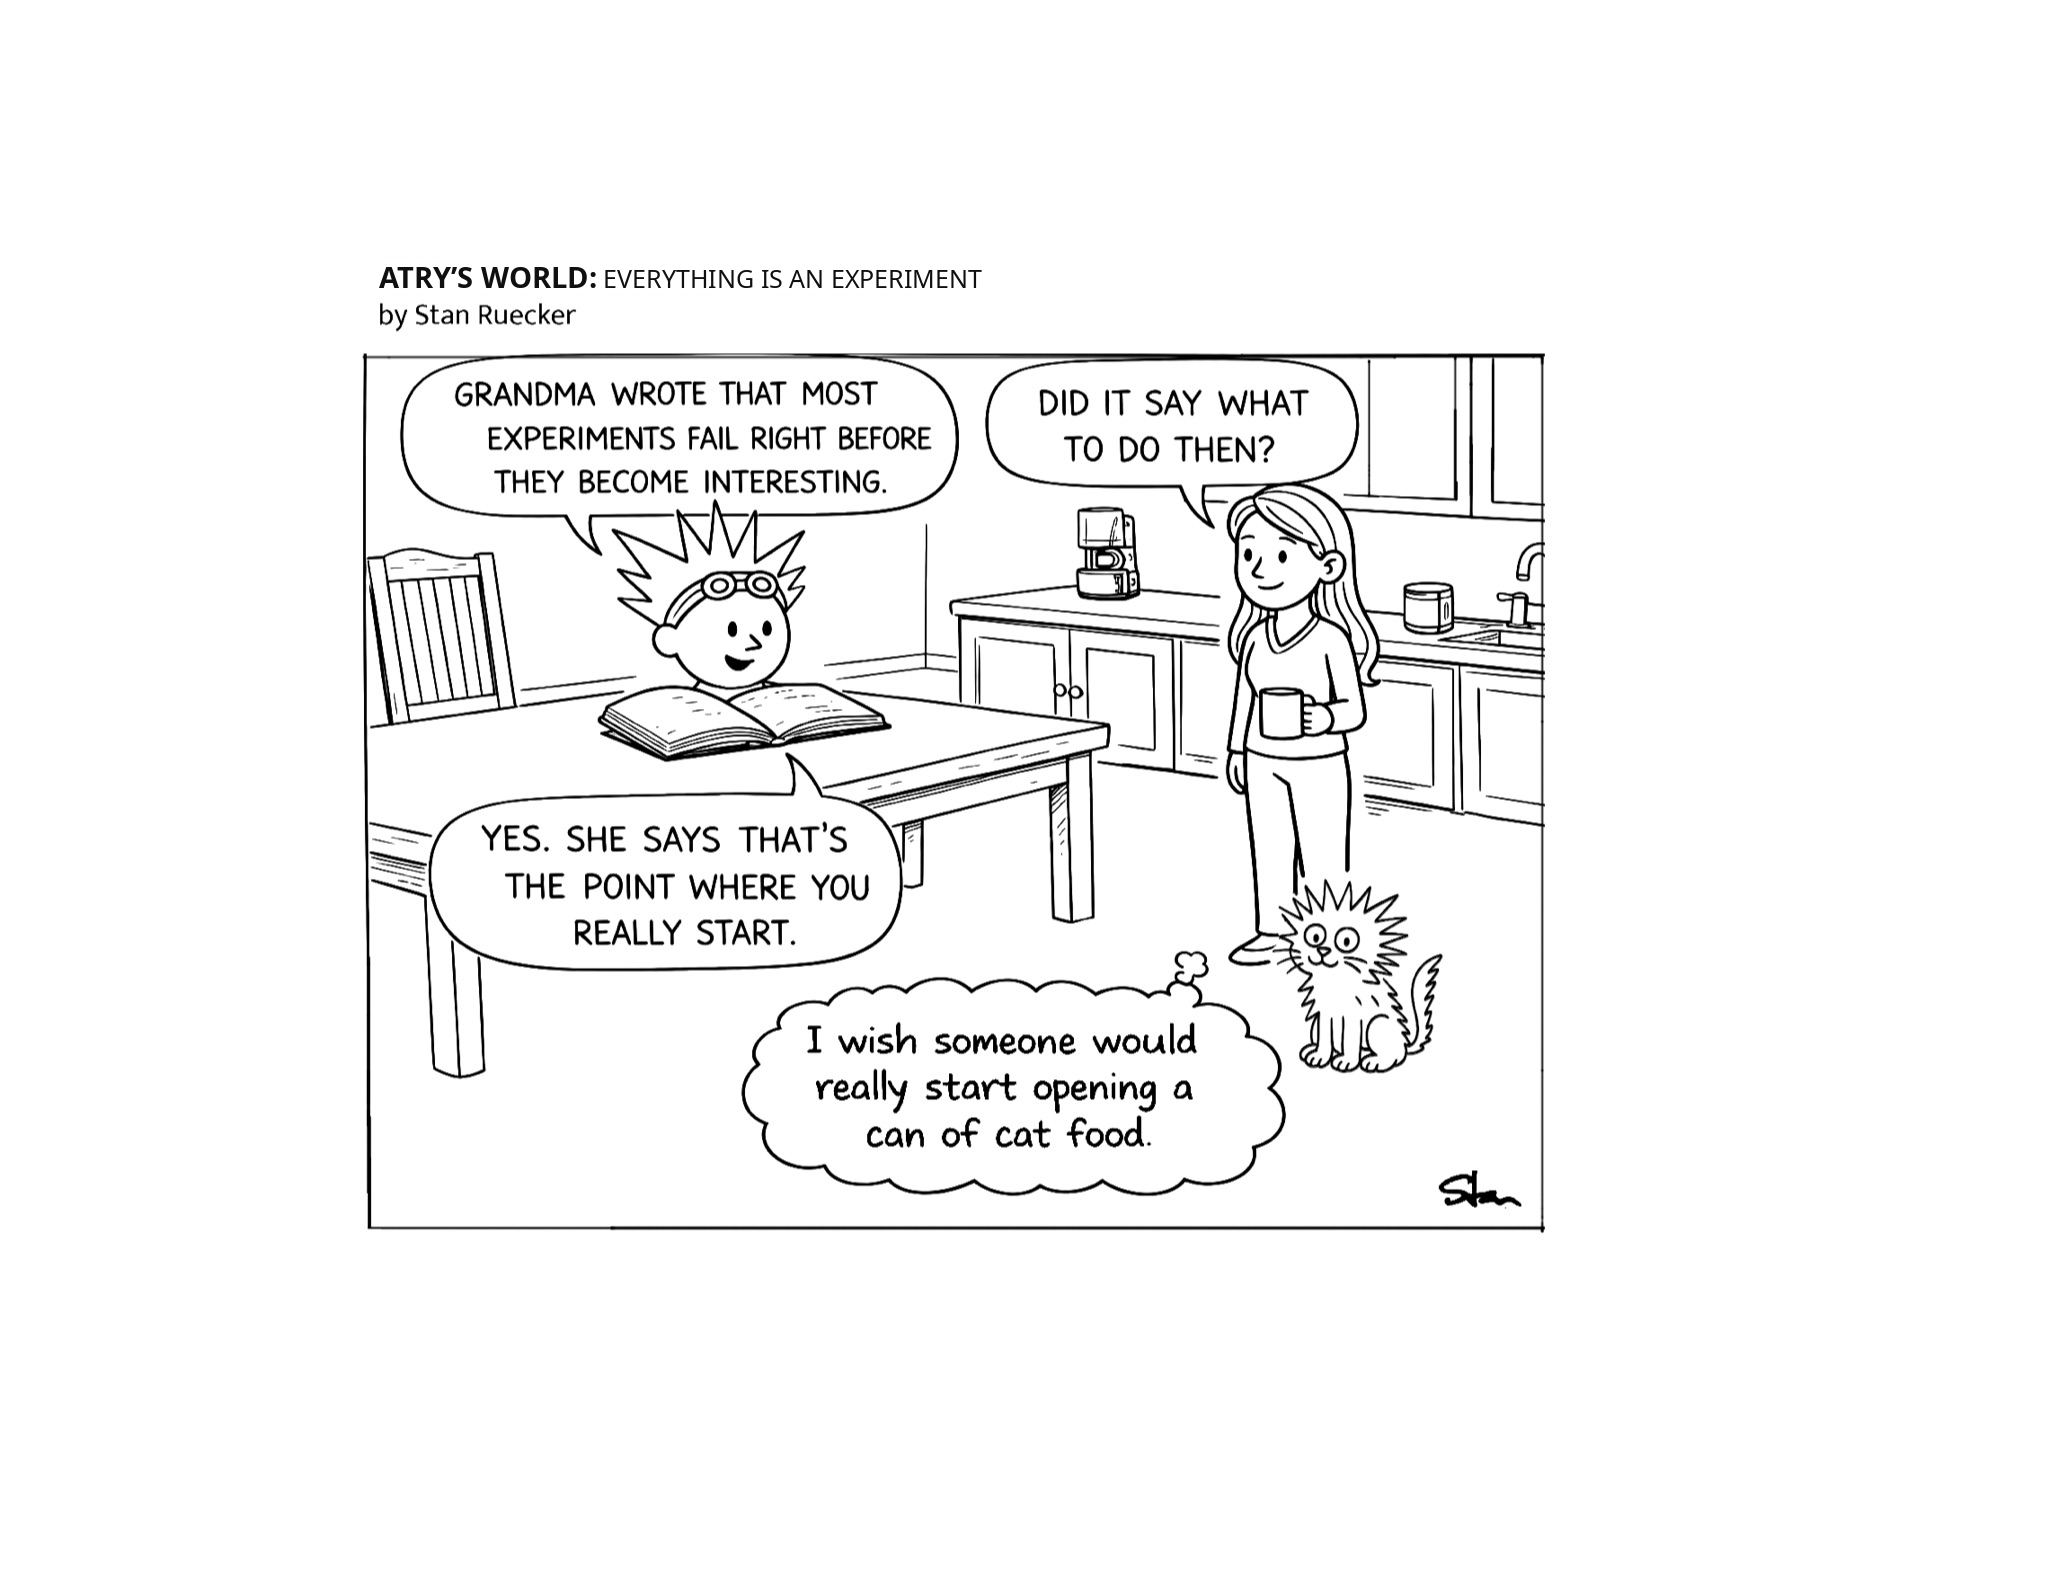 ATRY’S WORLD: EVERYTHING IS AN EXPERIMENT
by Stan Ruecker
GRANDMA WROTE THAT MOST
EXPERIMENTS FAIL RIGHT BEFORE
THEY BECOME INTERESTING.
DID IT SAY WHAT
TO DO THEN?
YES. SHE SAYS THAT'S
THE POINT WHERE YOU
REALLY START.
I wish someone would
really start opening a
can of cat food.
Stan